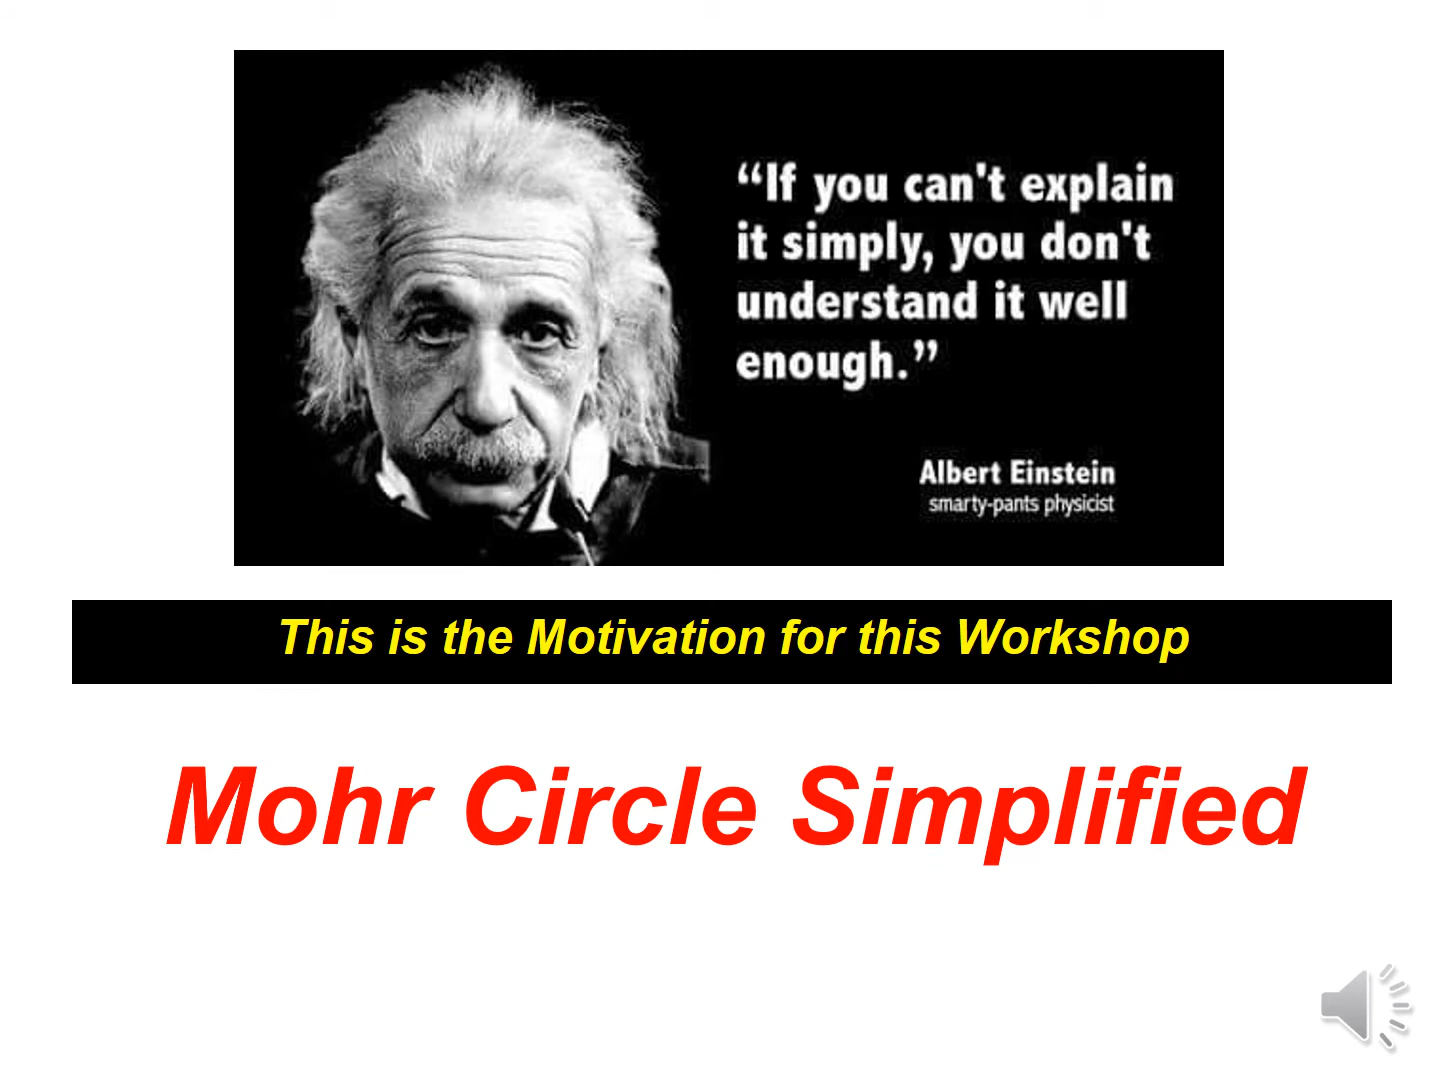 “If you can't explain
it simply, you don't
understand it well
enough.”
Albert Einstein
smarty-pants physicist
This is the Motivation for this Workshop
Mohr Circle Simplified